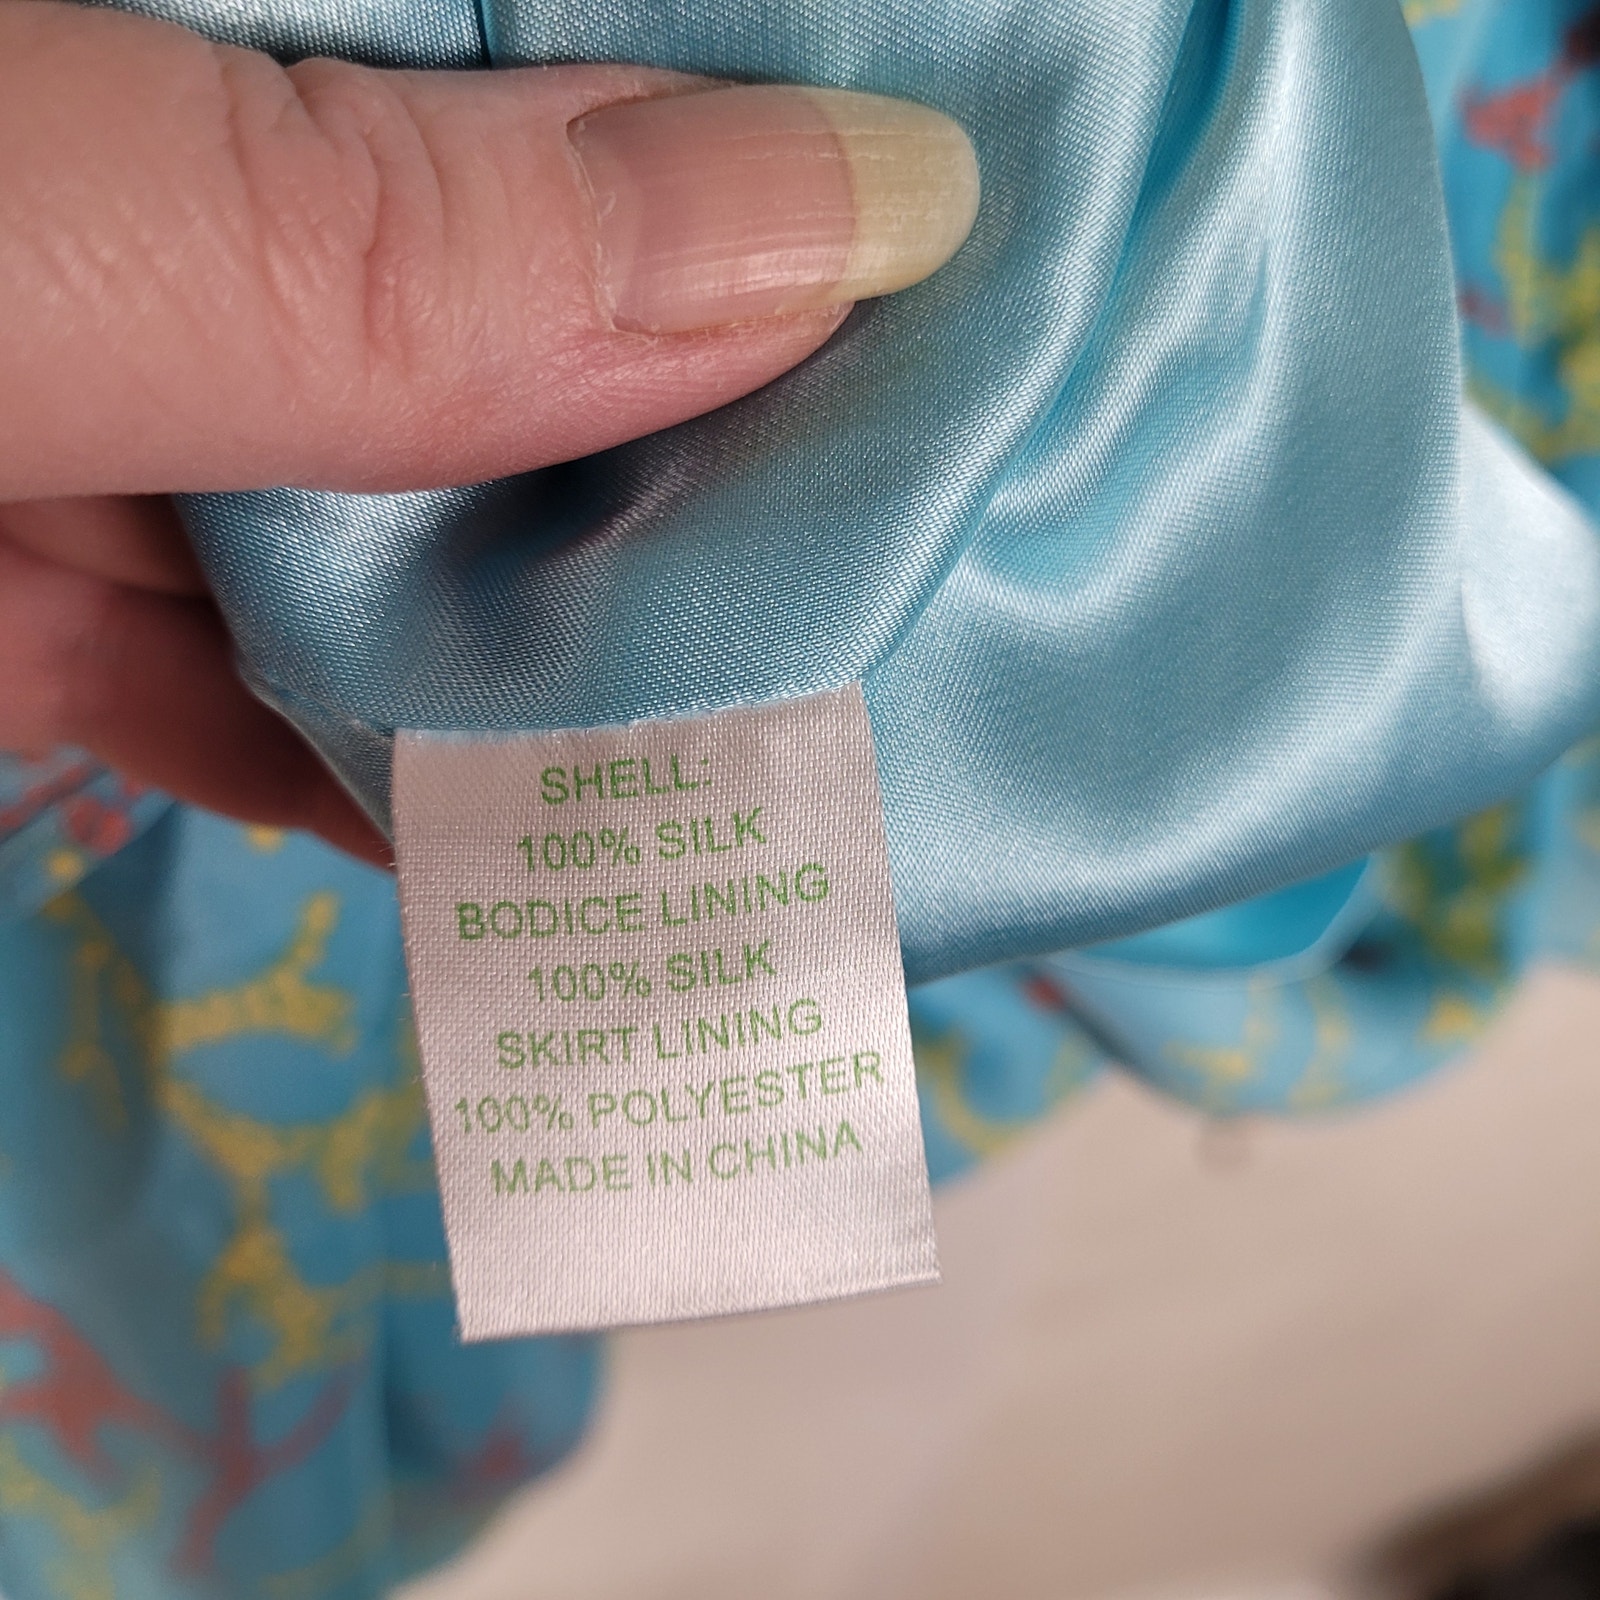 SHELL:
100% SILK
BODICE LINING
100% SILK
SKIRT LINING
100% POLYESTER
MADE IN CHINA